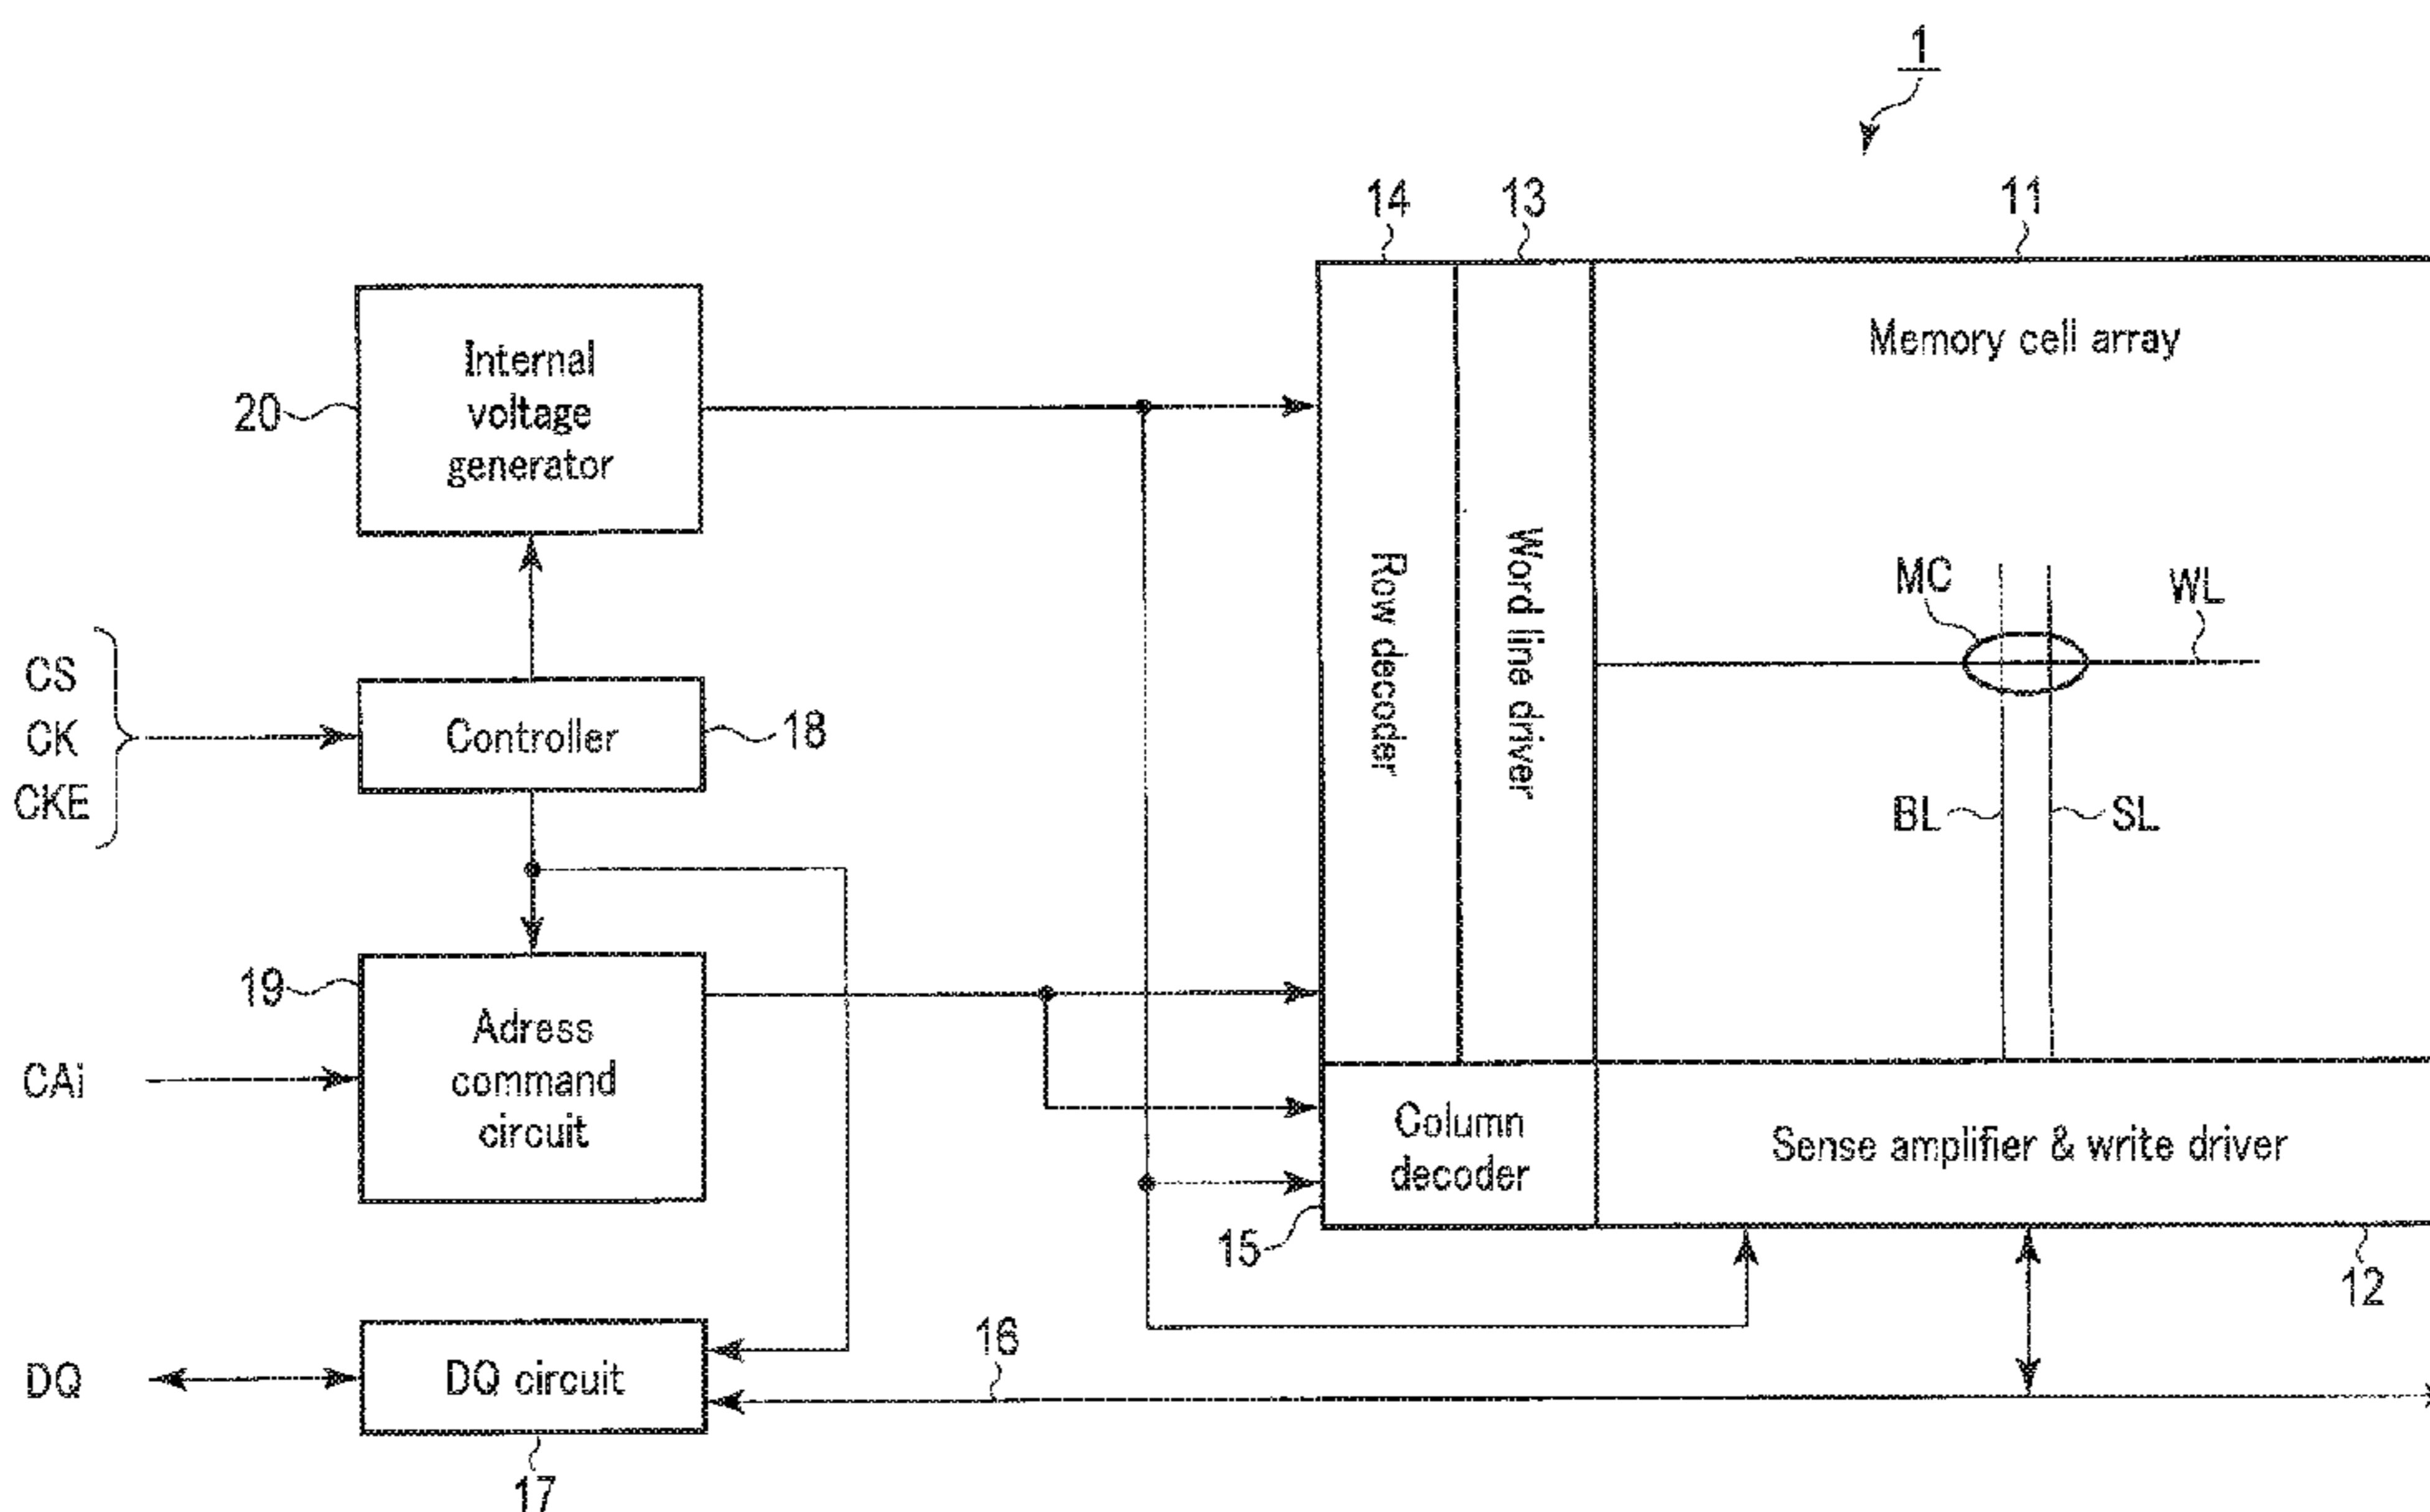 1
14
13
11
Internal
voltage
generator
20
Memory cell array
Row decoder
Word line driver
MC
WL
CS
CK
CKE
Controller
18
BL
SL
19
Adress
command
circuit
CAi
Column
decoder
Sense amplifier & write driver
15
12
16
DQ
DQ circuit
17